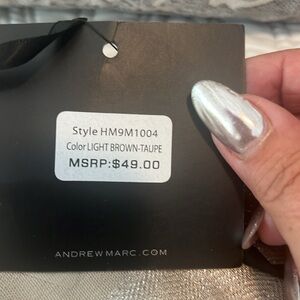 Style HM9M1004
Color LIGHT BROWN-TAUPE
MSRP:$49.00
ANDREWMARC.COM